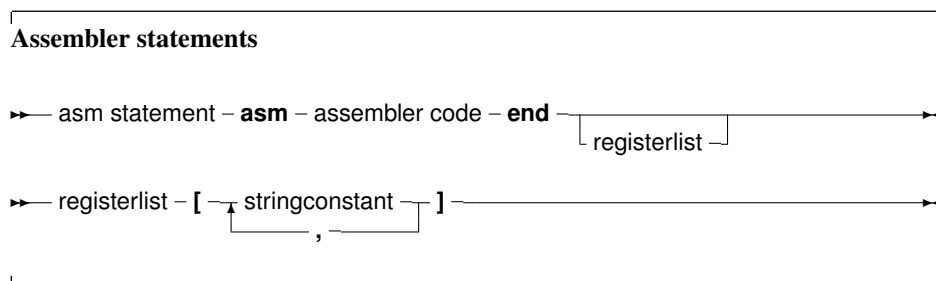 Assembler statements
asm statement – asm – assembler code – end
registerlist
registerlist – [ stringconstant ]
,